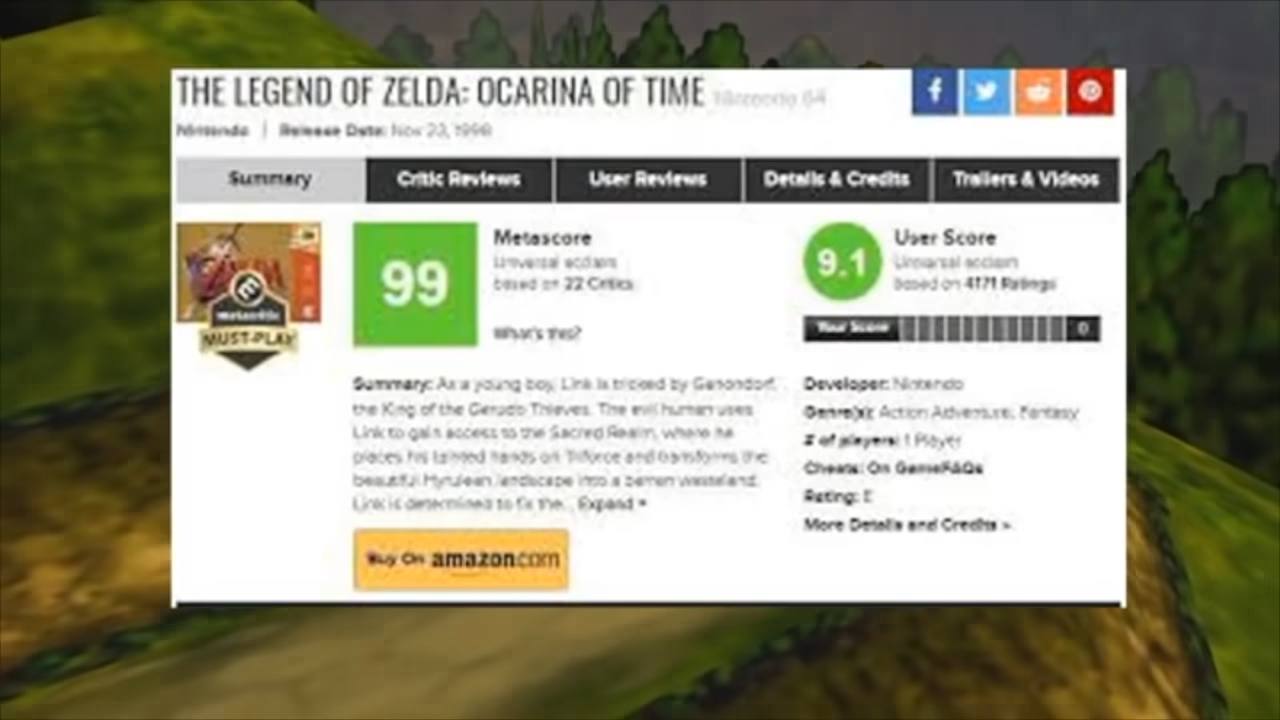 THE LEGEND OF ZELDA: OCARINA OF TIME Nintendo 64
Nintendo | Release Date: Nov 23, 1998
Summary Critic Reviews User Reviews Details & Credits Trailers & Videos
ZELDA
metacritic
MUST-PLAY
99
Metascore
Universal acclaim
based on 22 Critics
What's this?
9.1
User Score
Universal acclaim
based on 4171 Ratings
Your Score 0
Summary: As a young boy, Link is tricked by Ganondorf,
the King of the Gerudo Thieves. The evil human uses
Link to gain access to the Sacred Realm, where he
places his tainted hands on Triforce and transforms the
beautiful Hyrulean landscape into a barren wasteland.
Link is determined to fix the... Expand
Buy On amazon.com
Developer: Nintendo
Genre(s): Action Adventure, Fantasy
# of players: 1 Player
Cheats: On GameFAQs
Rating: E
More Details and Credits »